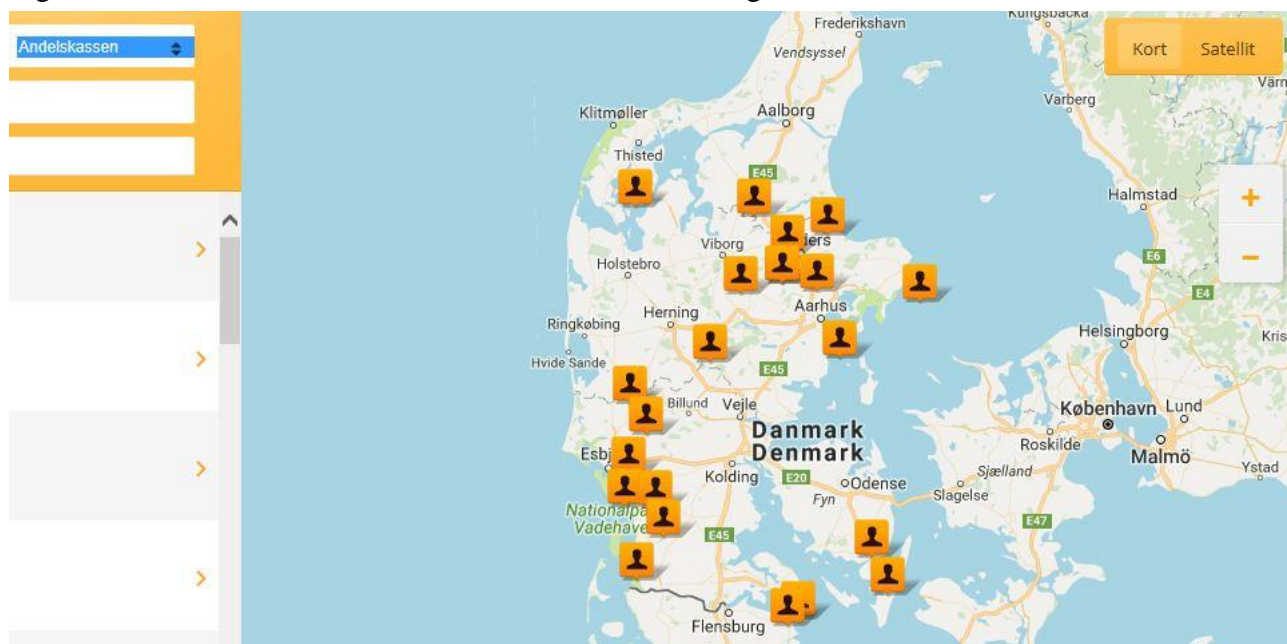 Frederikshavn
Kungsbacka
Andelskassen
Kort Satellit
Vendsyssel
Varberg
Klitmøller
Aalborg
Thisted
E45
Halmstad
+
Viborg
Holstebro
E6
−
E4
Aarhus
Herning
Ringkøbing
Helsingborg
Hvide Sande
E45
Billund Vejle
København Lund
Danmark
Denmark
Roskilde
Malmö
Kolding
E20
Odense
Sjælland
Ystad
Fyn
Slagelse
E47
E45
Flensburg